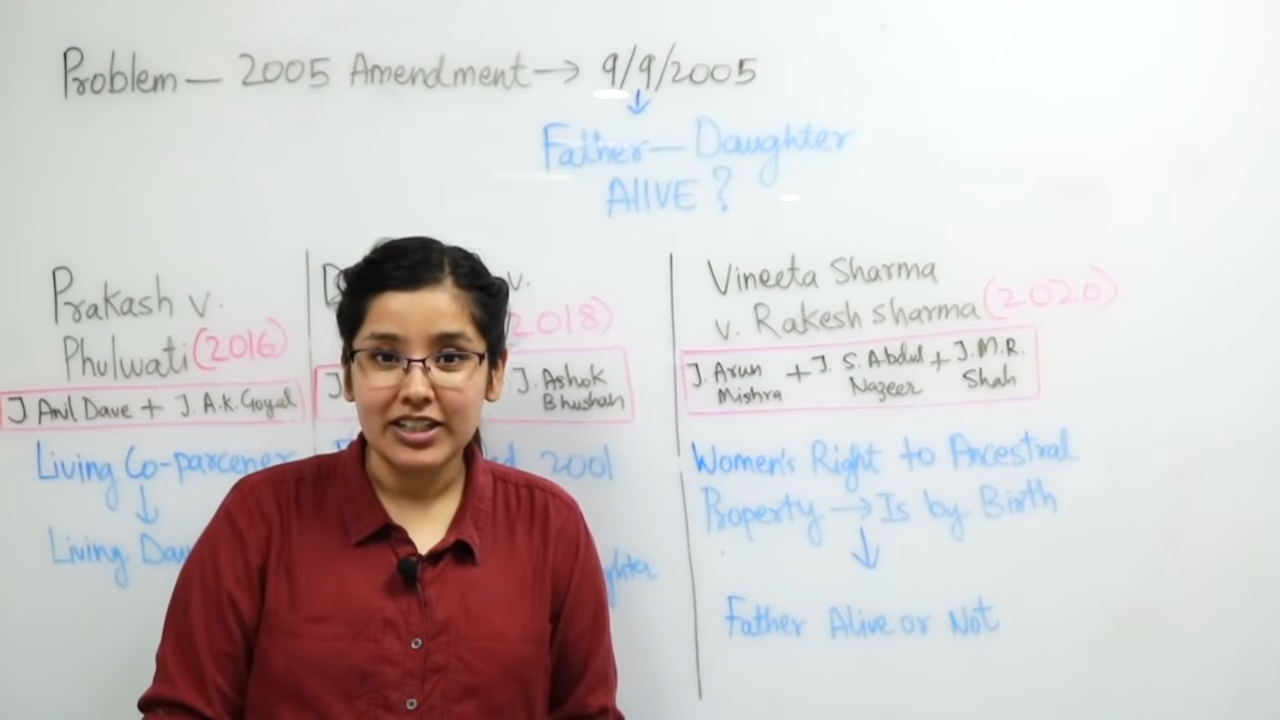 Problem — 2005 Amendment → 9/9/2005
↓
Father — Daughter
AlIVE ?
Prakash v.
Phulwati (2016)
J Anil Dave + J. A.K. Goyal
Living Co-parcener
↓
Living
v.
2018)
J. Ashok
Bhushan
2001
Vineeta Sharma
v. Rakesh Sharma (2020)
J. Arun Mishra + J. S. Abdul Nazeer + J. M.R. Shah
Women's Right to Ancestral
Property → Is by Birth
↓
Father Alive or Not